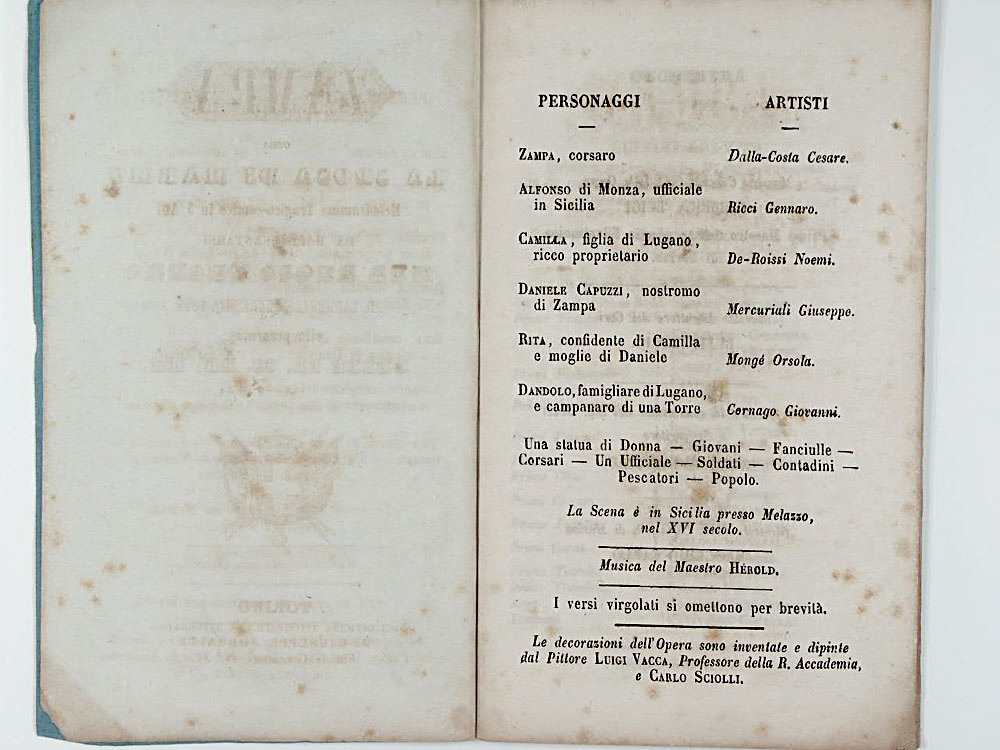 PERSONAGGI ARTISTI
ZAMPA, corsaro Dalla-Costa Cesare.
ALFONSO di Monza, ufficiale
in Sicilia Ricci Gennaro.
CAMILLA, figlia di Lugano,
ricco proprietario De-Roissi Noemi.
DANIELE CAPUZZI, nostromo
di Zampa Mercuriali Giuseppe.
RITA, confidente di Camilla
e moglie di Daniele Mongé Orsola.
DANDOLO, famigliare di Lugano,
e campanaro di una Torre Cornago Giovanni.
Una statua di Donna — Giovani — Fanciulle —
Corsari — Un Ufficiale — Soldati — Contadini —
Pescatori — Popolo.
La Scena è in Sicilia presso Melazzo,
nel XVI secolo.
Musica del Maestro HÉROLD.
I versi virgolati si omettono per brevità.
Le decorazioni dell'Opera sono inventate e dipinte
dal Pittore LUIGI VACCA, Professore della R. Accademia,
e CARLO SCIOLLI.